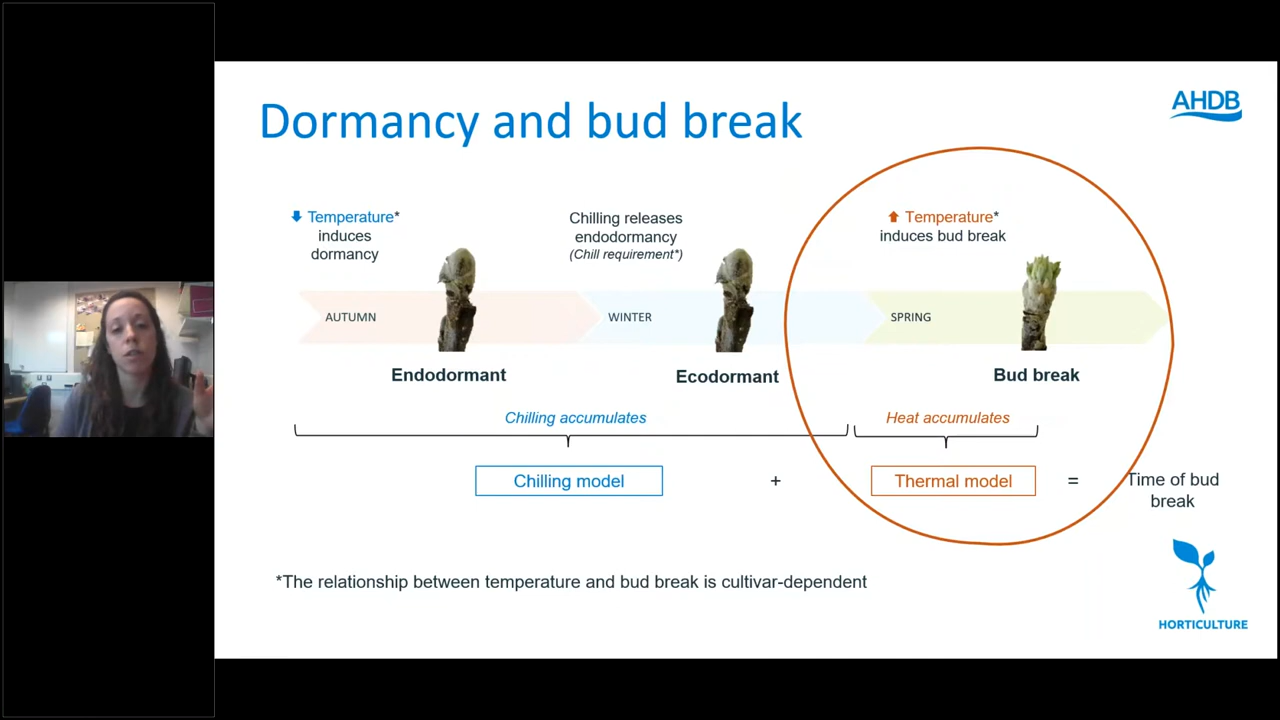 Dormancy and bud break
AHDB
Temperature*
induces
dormancy
Chilling releases
endodormancy
(Chill requirement*)
Temperature*
induces bud break
AUTUMN
WINTER
SPRING
Endodormant
Ecodormant
Bud break
Chilling accumulates
Heat accumulates
Chilling model
+
Thermal model
=
Time of bud
break
*The relationship between temperature and bud break is cultivar-dependent
HORTICULTURE